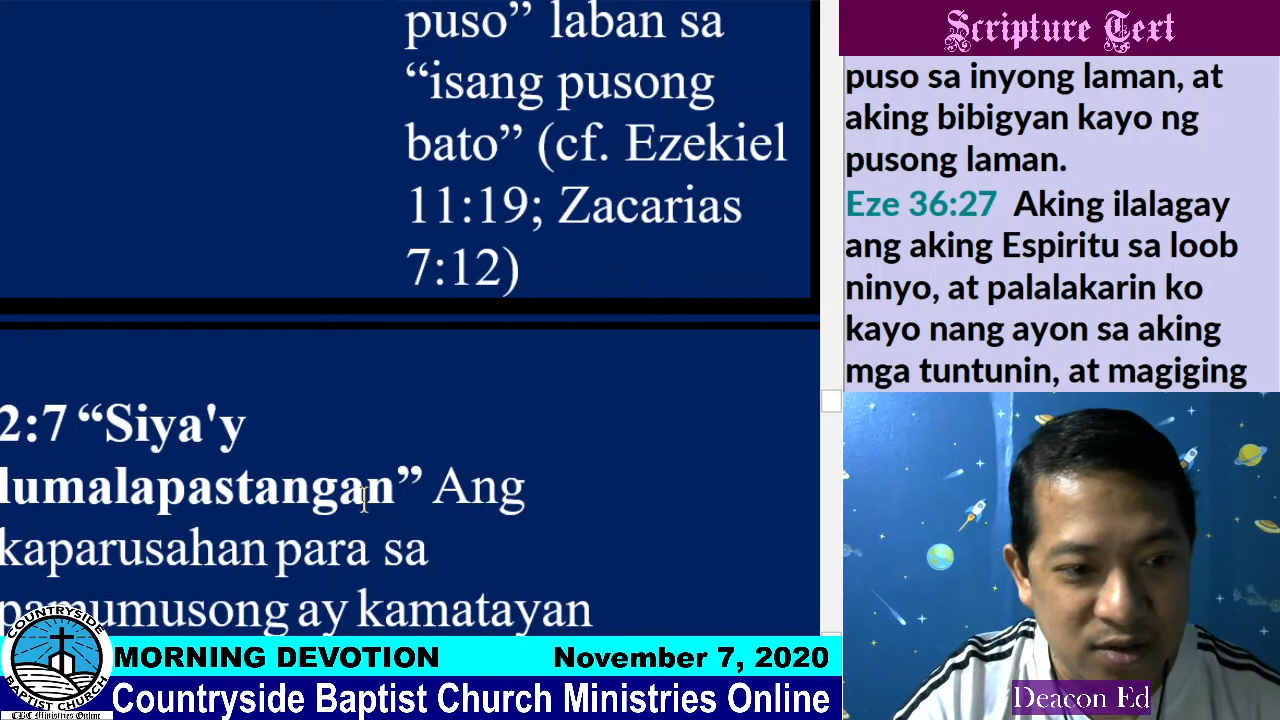 puso” laban sa
“isang pusong
bato” (cf. Ezekiel
11:19; Zacarias
7:12)
2:7 “Siya'y
lumalapastangan” Ang
kaparusahan para sa
pamumusong ay kamatayan
Scripture Text
puso sa inyong laman, at
aking bibigyan kayo ng
pusong laman.
Eze 36:27 Aking ilalagay
ang aking Espiritu sa loob
ninyo, at palalakarin ko
kayo nang ayon sa aking
mga tuntunin, at magiging
Deacon Ed
COUNTRYSIDE
BAPTIST CHURCH
CBC Ministries Online
MORNING DEVOTION November 7, 2020
Countryside Baptist Church Ministries Online